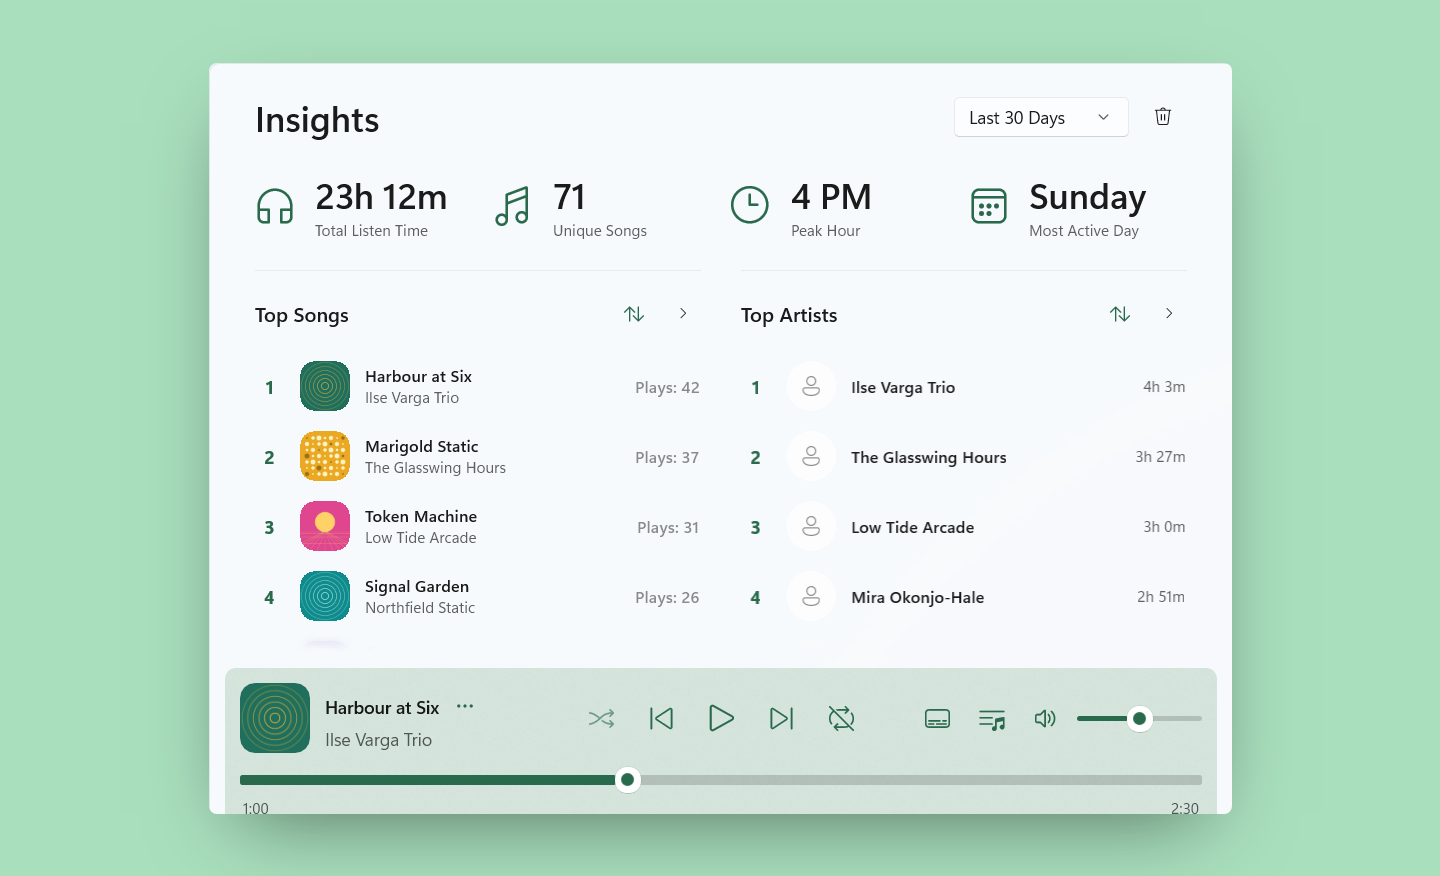 Insights
Last 30 Days
23h 12m
Total Listen Time
71
Unique Songs
4 PM
Peak Hour
Sunday
Most Active Day
Top Songs
1
Harbour at Six
Ilse Varga Trio
Plays: 42
2
Marigold Static
The Glasswing Hours
Plays: 37
3
Token Machine
Low Tide Arcade
Plays: 31
4
Signal Garden
Northfield Static
Plays: 26
Top Artists
1
Ilse Varga Trio
4h 3m
2
The Glasswing Hours
3h 27m
3
Low Tide Arcade
3h 0m
4
Mira Okonjo-Hale
2h 51m
Harbour at Six
Ilse Varga Trio
1:00
2:30